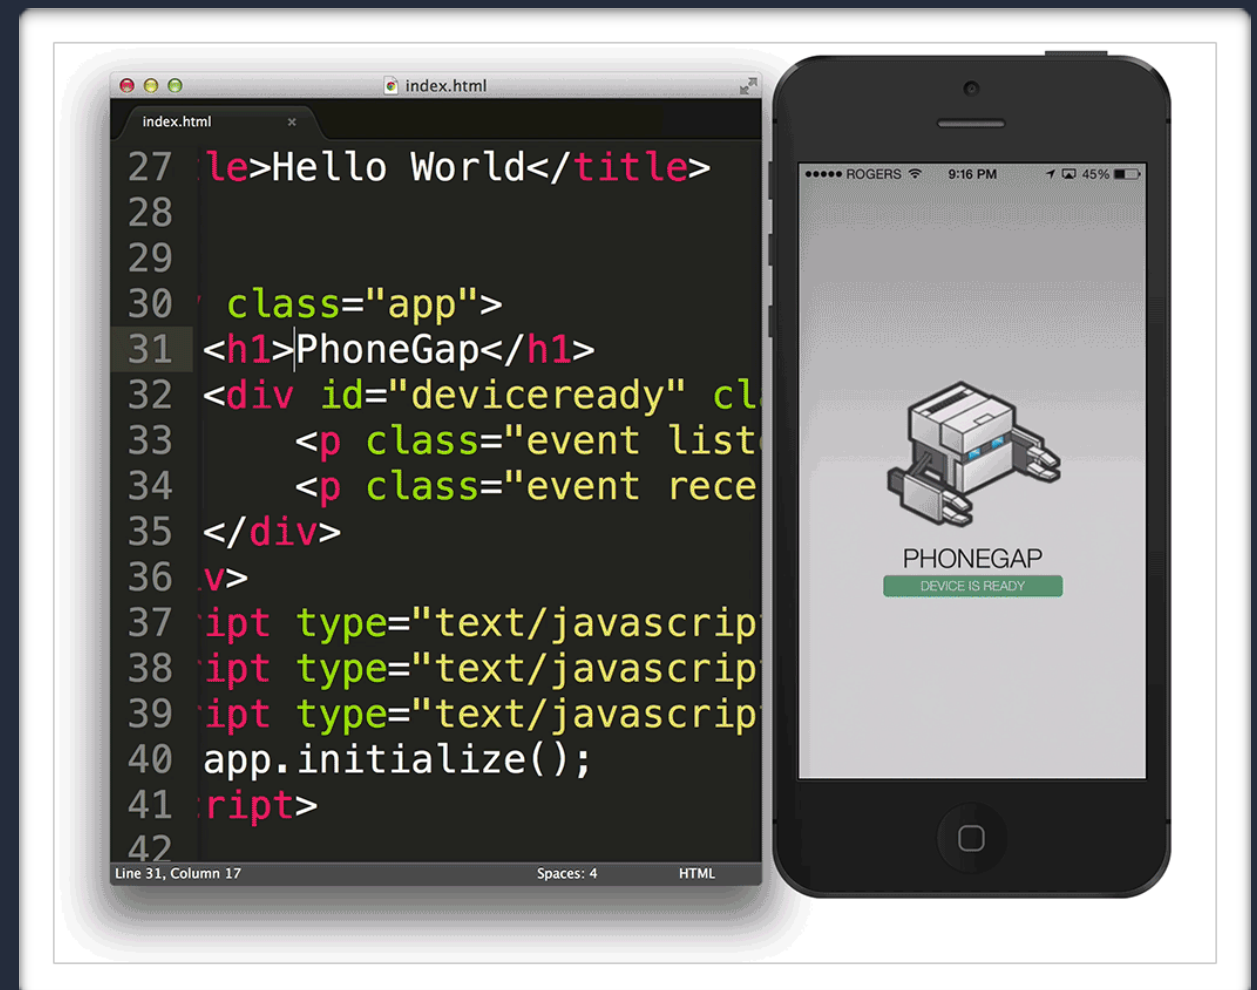 index.html
index.html ×
27 le>Hello World</title>
28
29
30 class="app">
31 <h1>PhoneGap</h1>
32 <div id="deviceready" cl
33 <p class="event list
34 <p class="event rece
35 </div>
36 v>
37 ipt type="text/javascrip
38 ipt type="text/javascrip
39 ipt type="text/javascrip
40 app.initialize();
41 ript>
42
Line 31, Column 17 Spaces: 4 HTML
ROGERS 9:16 PM 45%
PHONEGAP
DEVICE IS READY